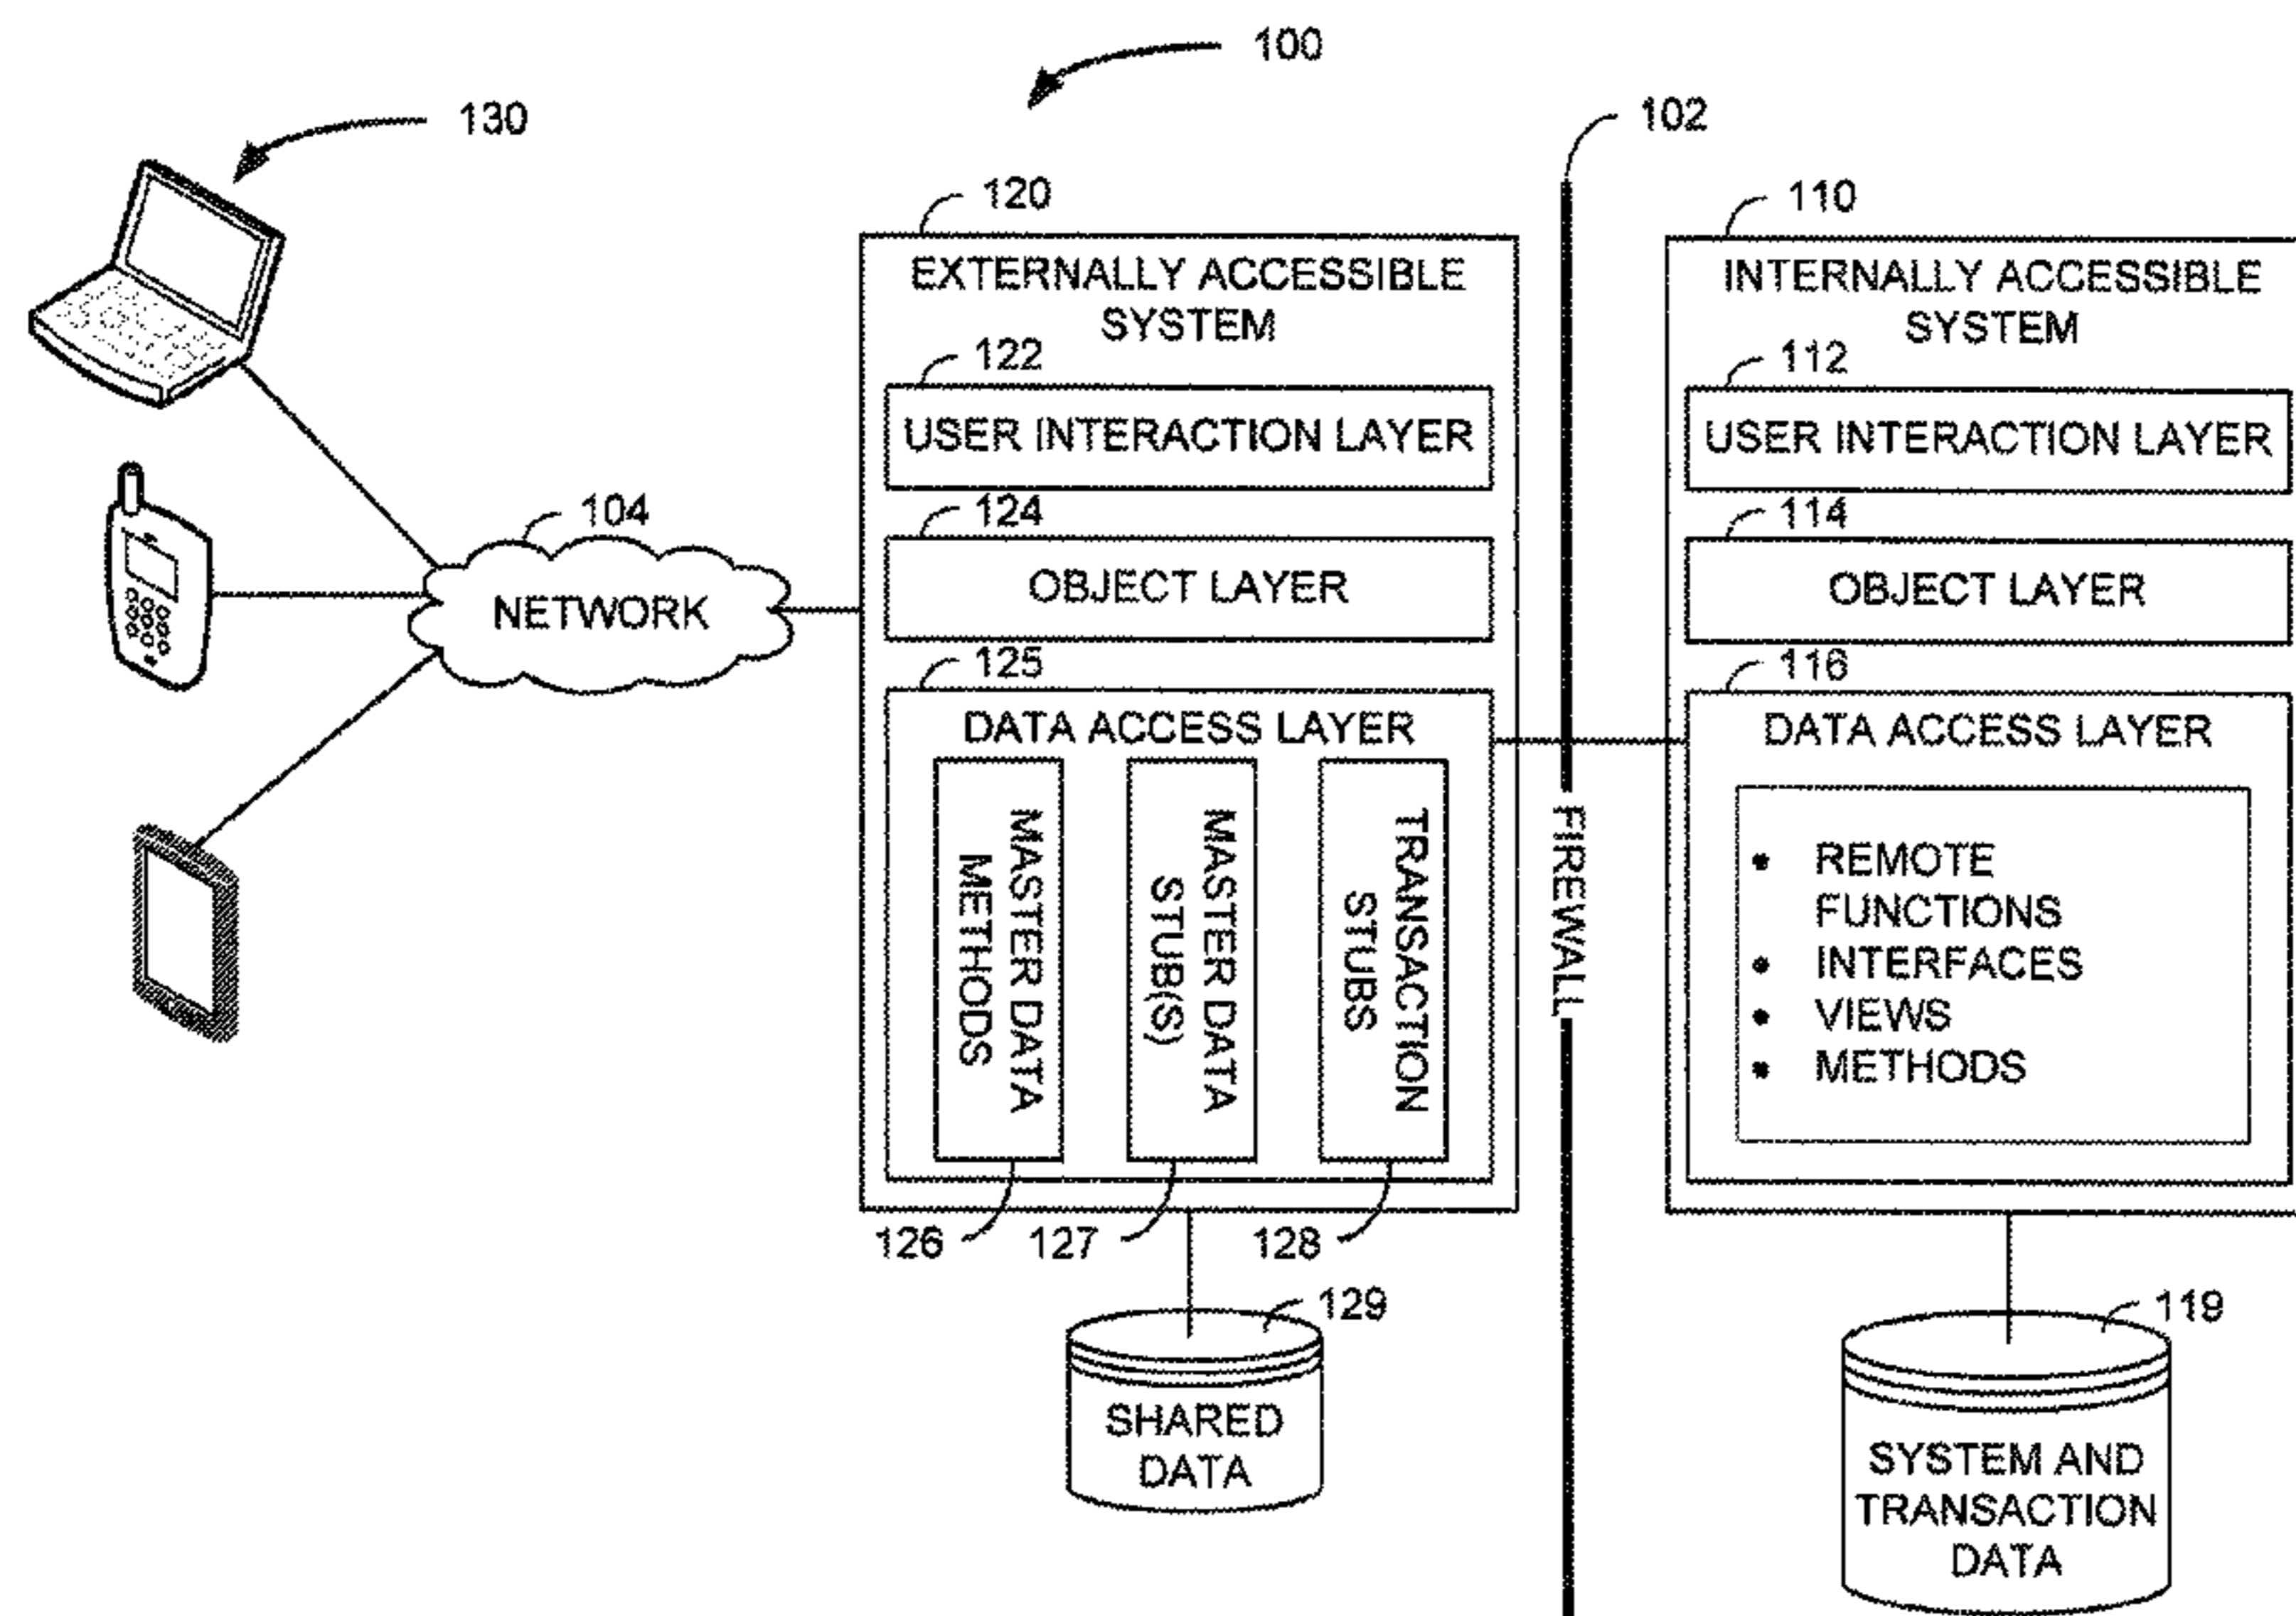 100
130
102
120
110
EXTERNALLY ACCESSIBLE
SYSTEM
INTERNALLY ACCESSIBLE
SYSTEM
122
112
USER INTERACTION LAYER
USER INTERACTION LAYER
124
114
104
OBJECT LAYER
OBJECT LAYER
NETWORK
125
116
DATA ACCESS LAYER
DATA ACCESS LAYER
MASTER DATA
METHODS
MASTER DATA
STUB(S)
TRANSACTION
STUBS
FIREWALL
• REMOTE
FUNCTIONS
• INTERFACES
• VIEWS
• METHODS
126
127
128
129
119
SHARED
DATA
SYSTEM AND
TRANSACTION
DATA